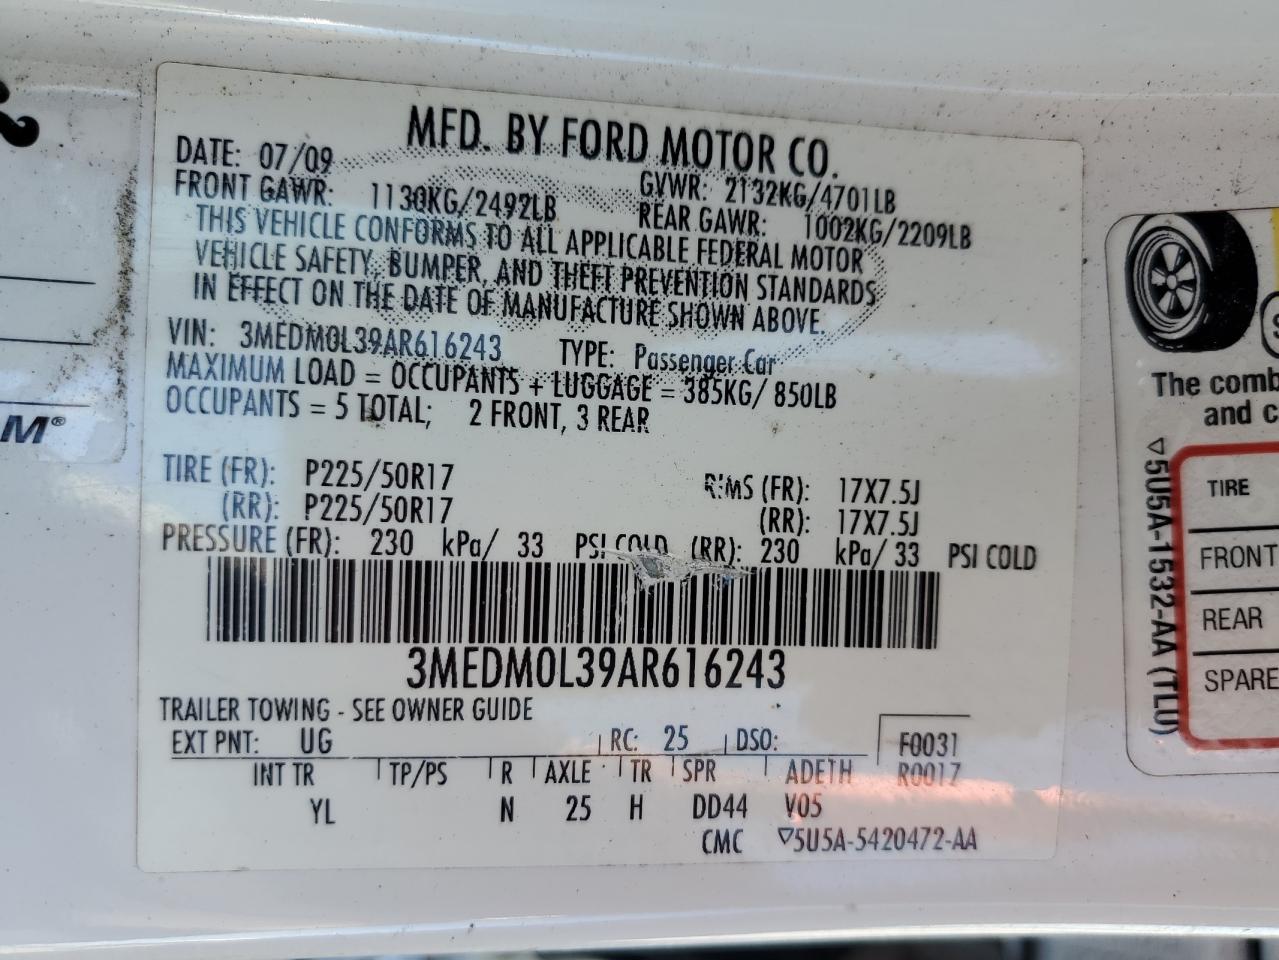 MFD. BY FORD MOTOR CO.
DATE: 07/09 GVWR: 2132KG/4701LB
FRONT GAWR: 1130KG/2492LB REAR GAWR: 1002KG/2209LB
THIS VEHICLE CONFORMS TO ALL APPLICABLE FEDERAL MOTOR
VEHICLE SAFETY, BUMPER, AND THEFT PREVENTION STANDARDS
IN EFFECT ON THE DATE OF MANUFACTURE SHOWN ABOVE.
VIN: 3MEDM0L39AR616243 TYPE: Passenger Car
MAXIMUM LOAD = OCCUPANTS + LUGGAGE = 385KG/ 850LB
OCCUPANTS = 5 TOTAL; 2 FRONT, 3 REAR
TIRE (FR): P225/50R17 RIMS (FR): 17X7.5J
(RR): P225/50R17 (RR): 17X7.5J
PRESSURE (FR): 230 kPa/ 33 PSI COLD (RR): 230 kPa/ 33 PSI COLD
3MEDM0L39AR616243
TRAILER TOWING - SEE OWNER GUIDE
EXT PNT: UG RC: 25 DSO: F0031
INT TR TP/PS R AXLE TR SPR ADETH R0017
YL N 25 H DD44 V05
CMC ▽5U5A-5420472-AA
M®
The comb
and c
▽5U5A-1532-AA (TLU)
TIRE
FRONT
REAR
SPARE